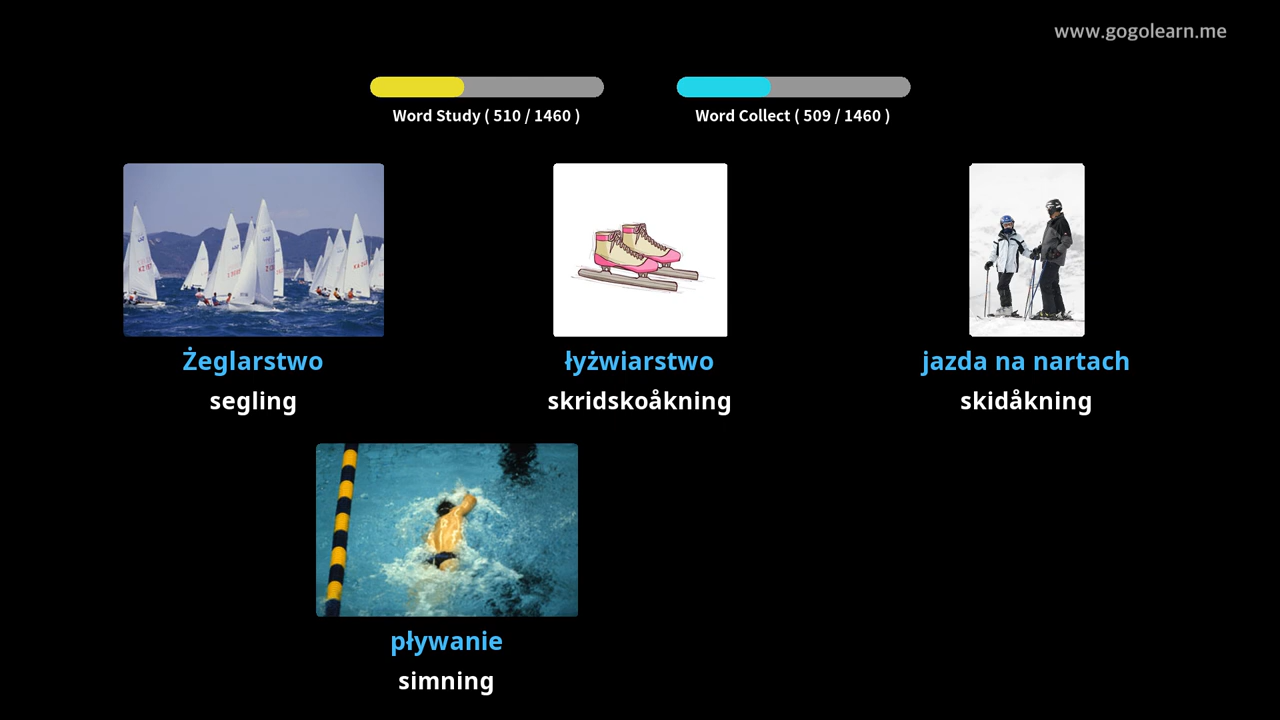 www.gogolearn.me
Word Study ( 510 / 1460 )
Word Collect ( 509 / 1460 )
Żeglarstwo
segling
łyżwiarstwo
skridskoåkning
jazda na nartach
skidåkning
pływanie
simning